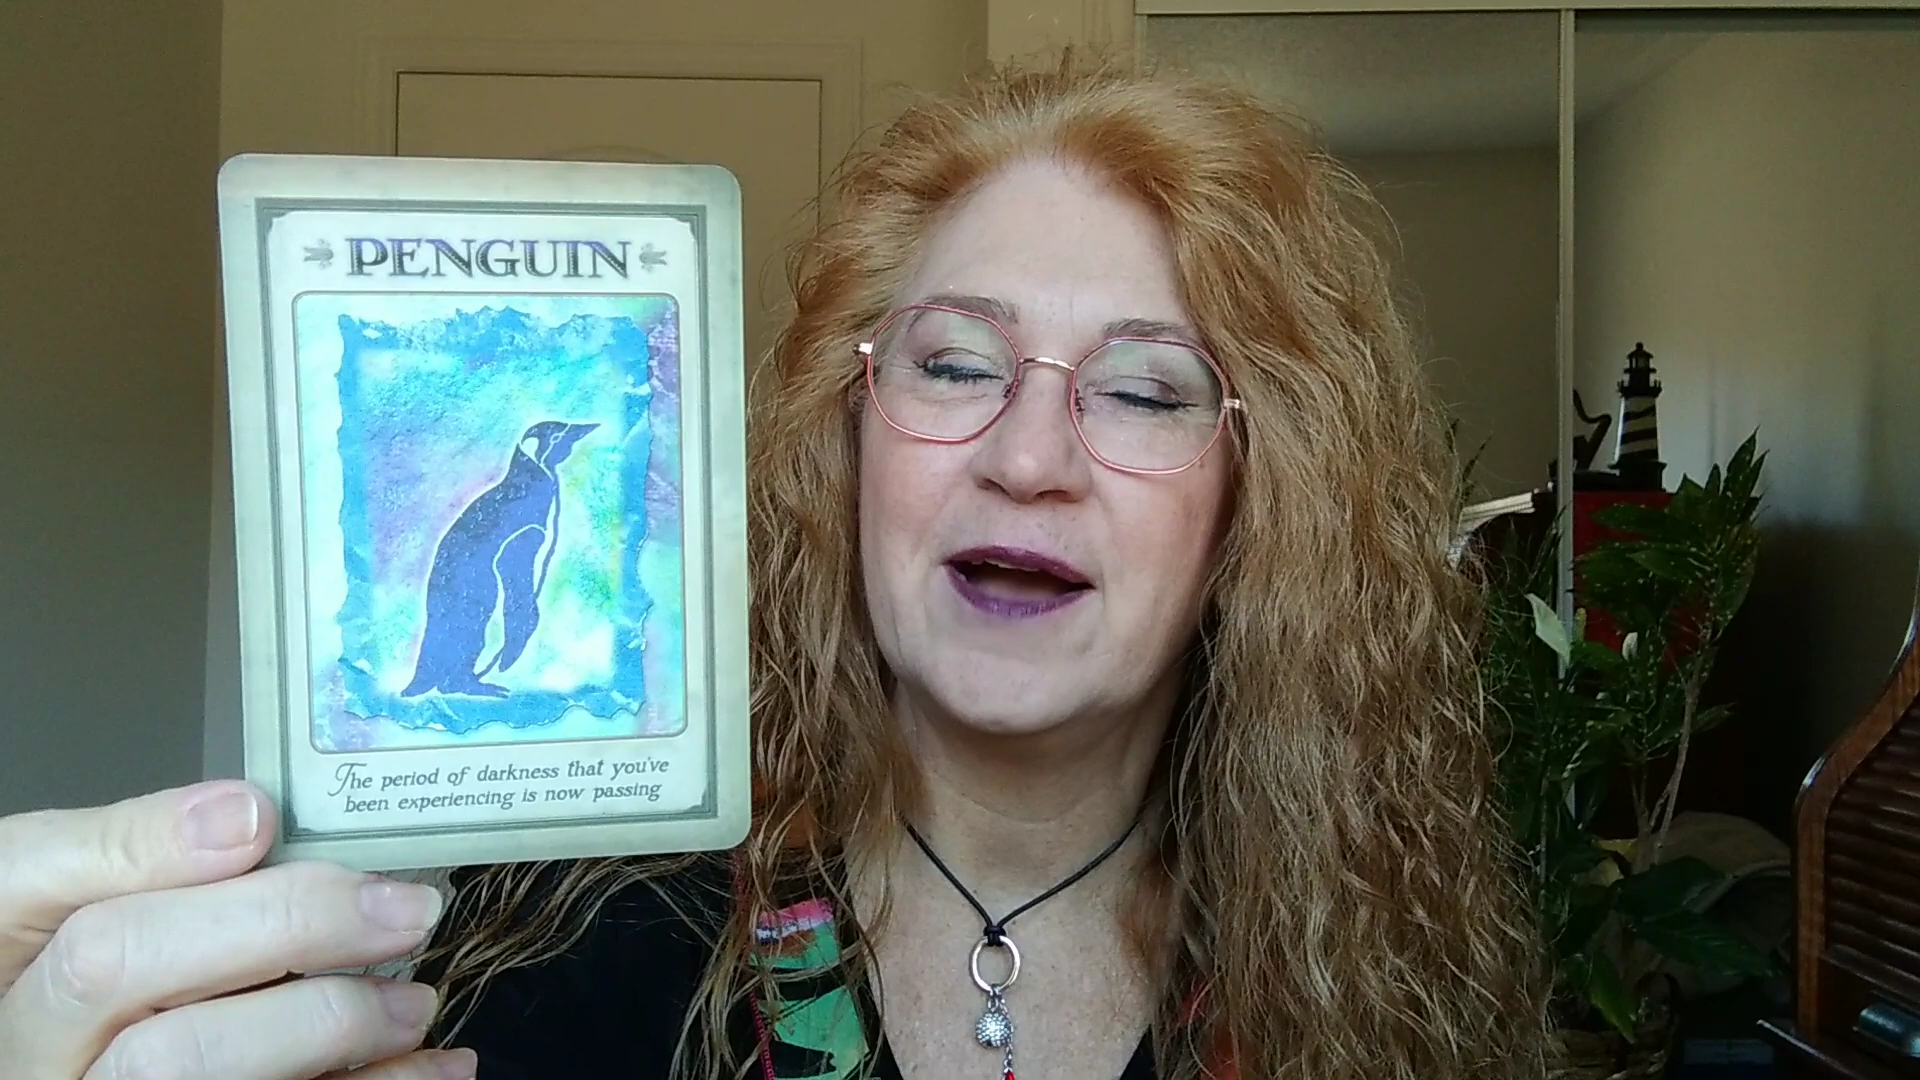 PENGUIN
The period of darkness that you've
been experiencing is now passing